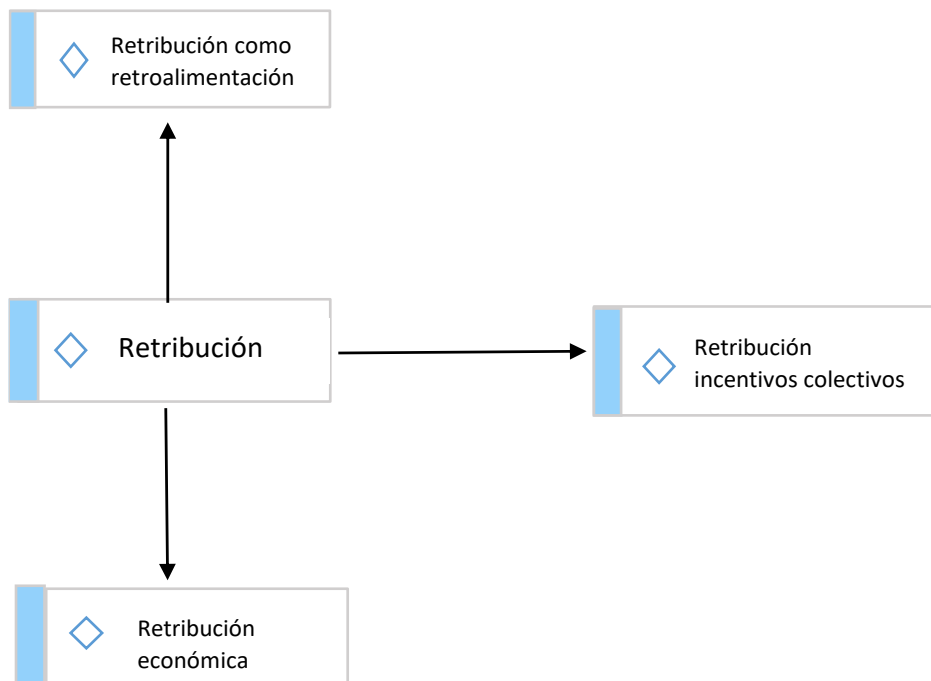 Retribución como
retroalimentación
Retribución
Retribución
incentivos colectivos
Retribución
económica